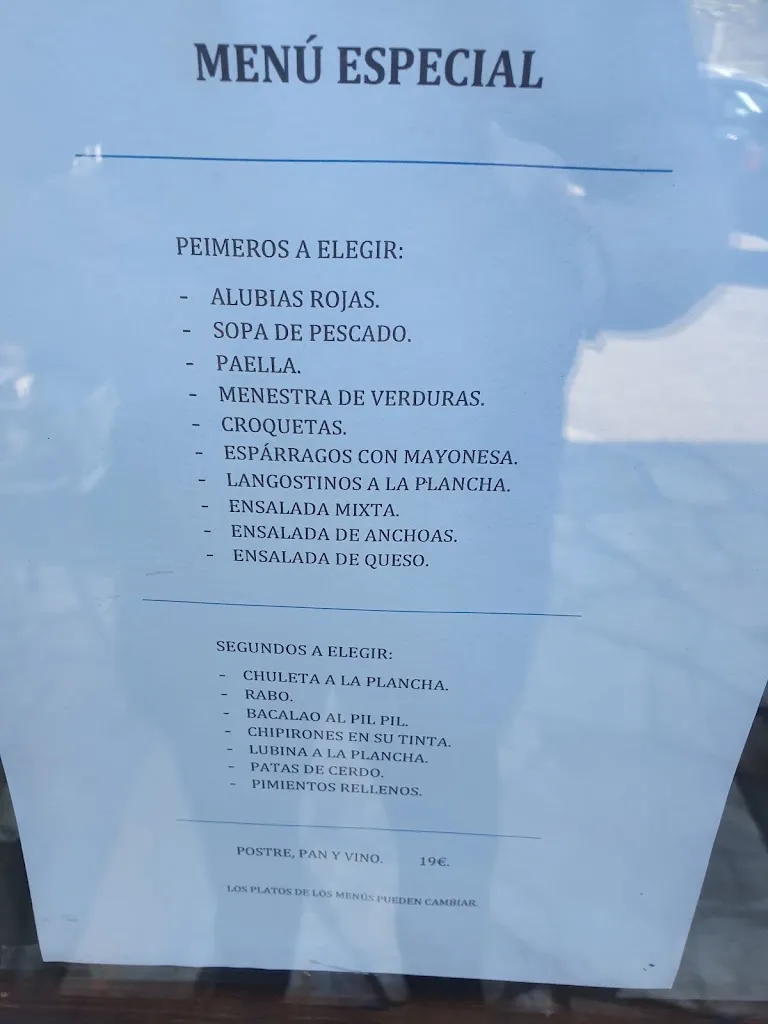 MENÚ ESPECIAL
PEIMEROS A ELEGIR:
- ALUBIAS ROJAS.
- SOPA DE PESCADO.
- PAELLA.
- MENESTRA DE VERDURAS.
- CROQUETAS.
- ESPÁRRAGOS CON MAYONESA.
- LANGOSTINOS A LA PLANCHA.
- ENSALADA MIXTA.
- ENSALADA DE ANCHOAS.
- ENSALADA DE QUESO.
SEGUNDOS A ELEGIR:
- CHULETA A LA PLANCHA.
- RABO.
- BACALAO AL PIL PIL.
- CHIPIRONES EN SU TINTA.
- LUBINA A LA PLANCHA.
- PATAS DE CERDO.
- PIMIENTOS RELLENOS.
POSTRE, PAN Y VINO. 19€.
LOS PLATOS DE LOS MENÚS PUEDEN CAMBIAR.